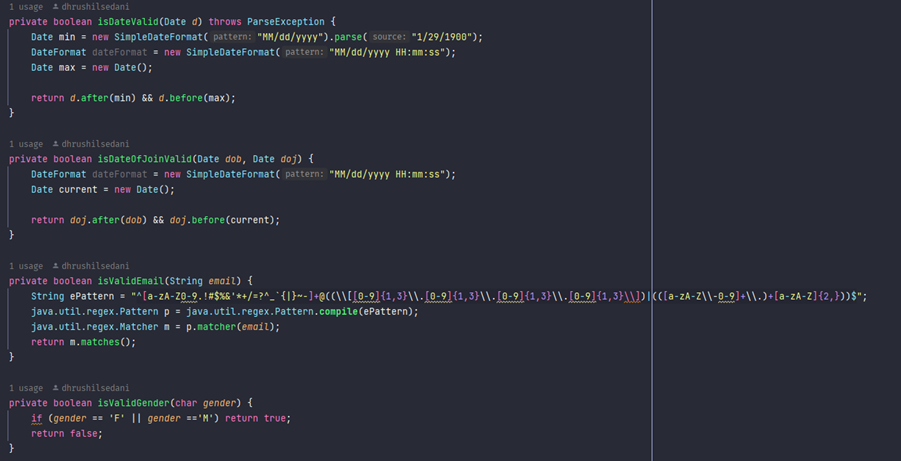 1 usage dhrushilsedani
private boolean isDateValid(Date d) throws ParseException {
    Date min = new SimpleDateFormat( pattern: "MM/dd/yyyy").parse( source: "1/29/1900");
    DateFormat dateFormat = new SimpleDateFormat( pattern: "MM/dd/yyyy HH:mm:ss");
    Date max = new Date();

    return d.after(min) && d.before(max);
}

1 usage dhrushilsedani
private boolean isDateOfJoinValid(Date dob, Date doj) {
    DateFormat dateFormat = new SimpleDateFormat( pattern: "MM/dd/yyyy HH:mm:ss");
    Date current = new Date();

    return doj.after(dob) && doj.before(current);
}

1 usage dhrushilsedani
private boolean isValidEmail(String email) {
    String ePattern = "^[a-zA-Z0-9.!#$%&'*+/=?^_`{|}~-]+@((\\[[0-9]{1,3}\\.[0-9]{1,3}\\.[0-9]{1,3}\\.[0-9]{1,3}\\])|(([a-zA-Z\\-0-9]+\\.)+[a-zA-Z]{2,}))$";
    java.util.regex.Pattern p = java.util.regex.Pattern.compile(ePattern);
    java.util.regex.Matcher m = p.matcher(email);
    return m.matches();
}

1 usage dhrushilsedani
private boolean isValidGender(char gender) {
    if (gender == 'F' || gender =='M') return true;
    return false;
}